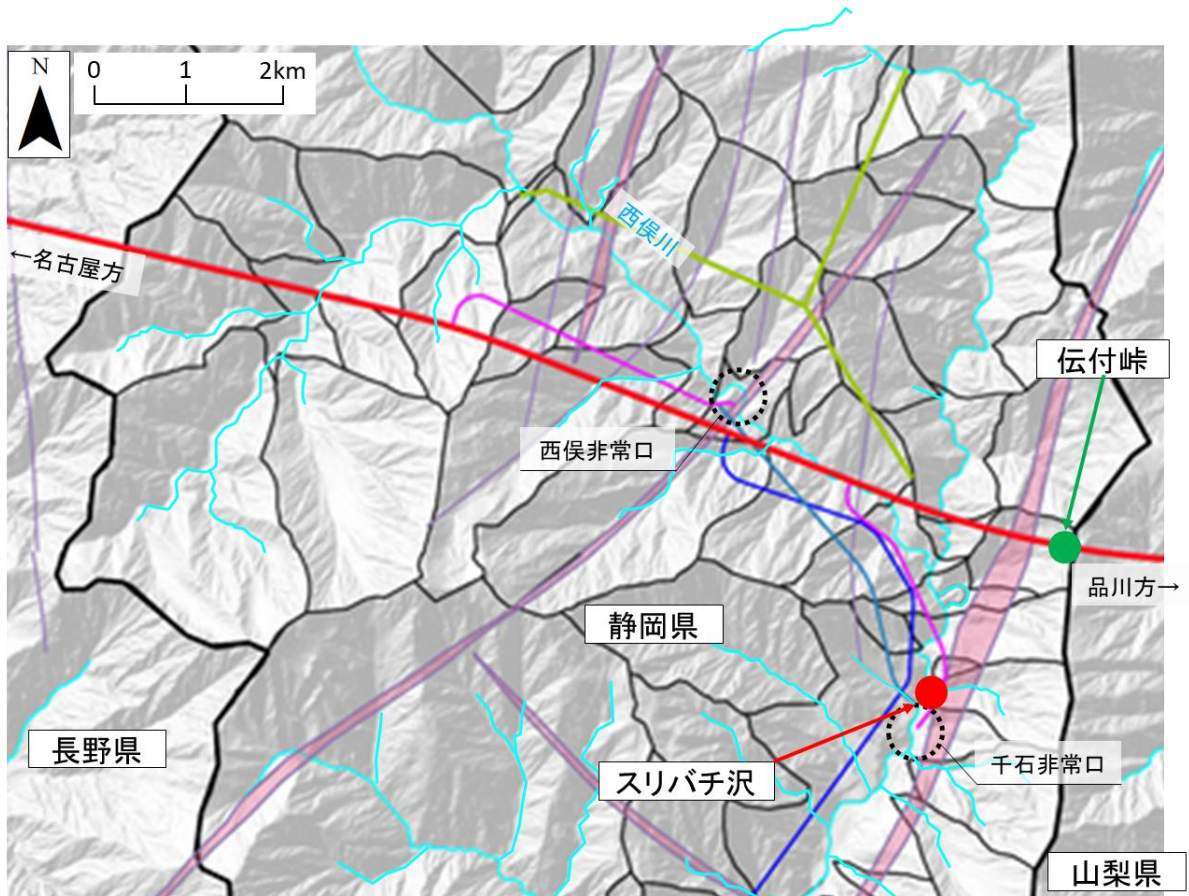 N
0 1 2km
西俣川
←名古屋方
伝付峠
西俣非常口
品川方→
静岡県
長野県
スリバチ沢
千石非常口
山梨県